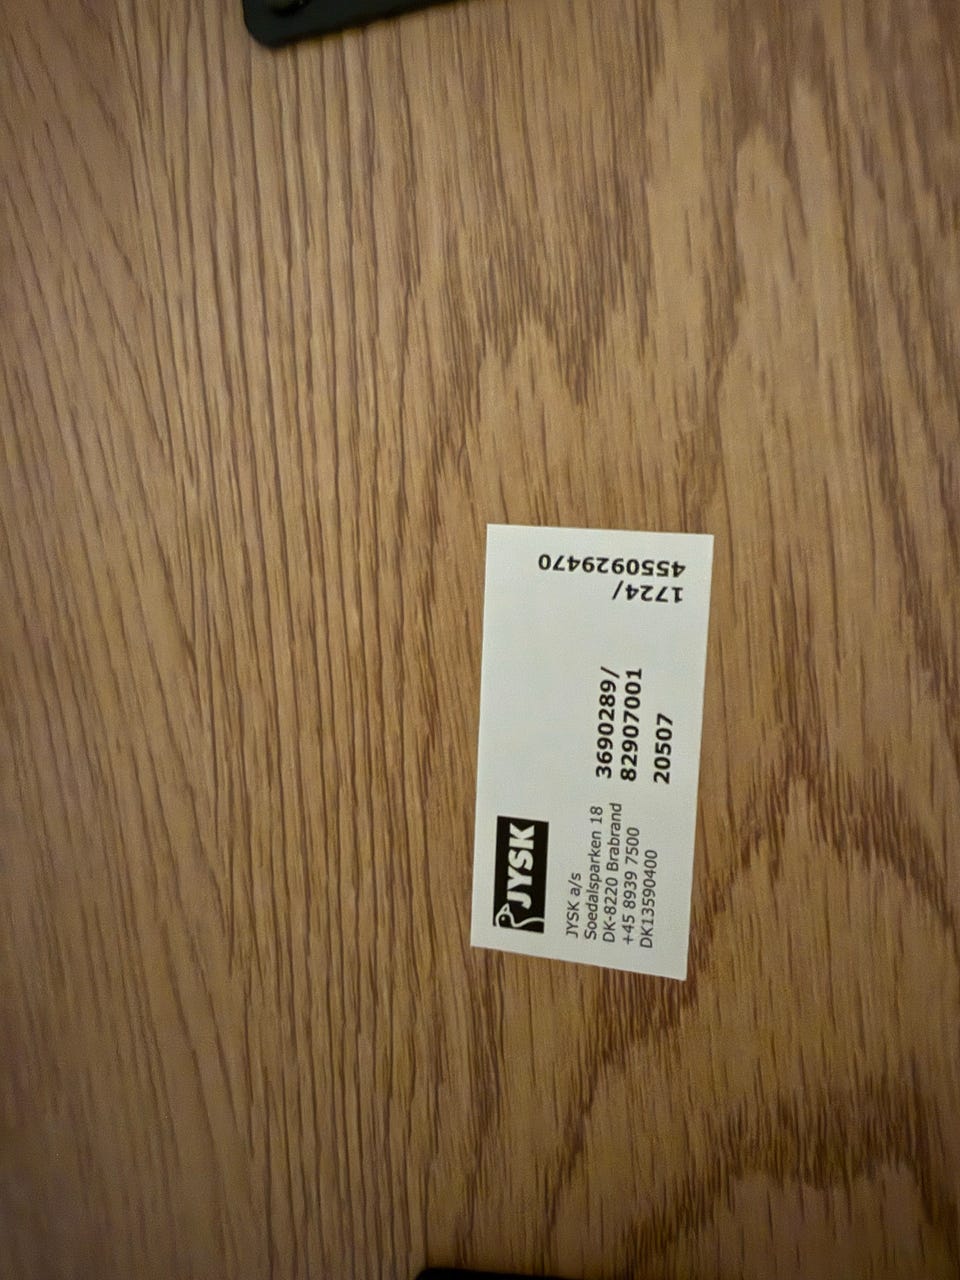 JYSK
JYSK a/s
Soedalsparken 18
DK-8220 Brabrand
+45 8939 7500
DK13590400
3690289/
82907001
20507
1724/
4550929470